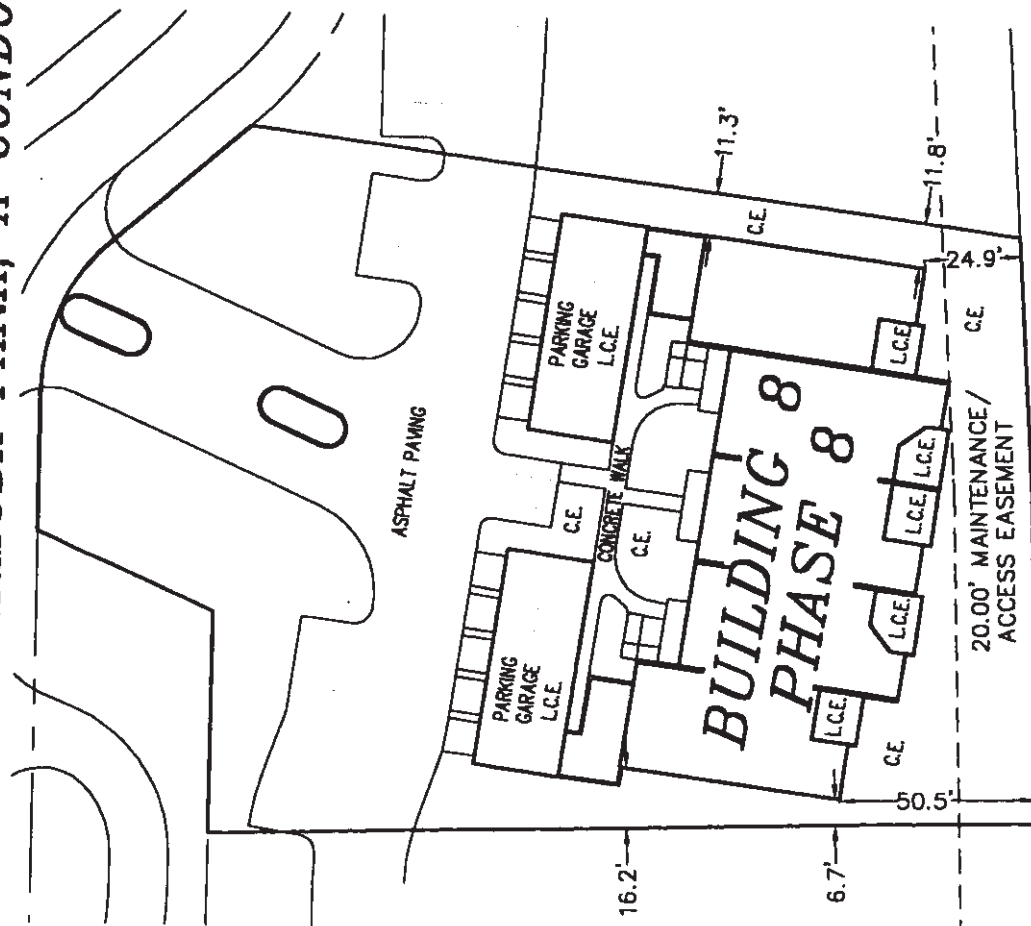 11.3'
C.E.
11.8'
24.9'
C.E.
PARKING
GARAGE
L.C.E.
L.C.E.
ASPHALT PAVING
CONCRETE WALK
C.E.
C.E.
BUILDING 8
PHASE 8
L.C.E.
L.C.E.
20.00' MAINTENANCE/
ACCESS EASEMENT
PARKING
GARAGE
L.C.E.
L.C.E.
L.C.E.
C.E.
50.5'
16.2'
6.7'